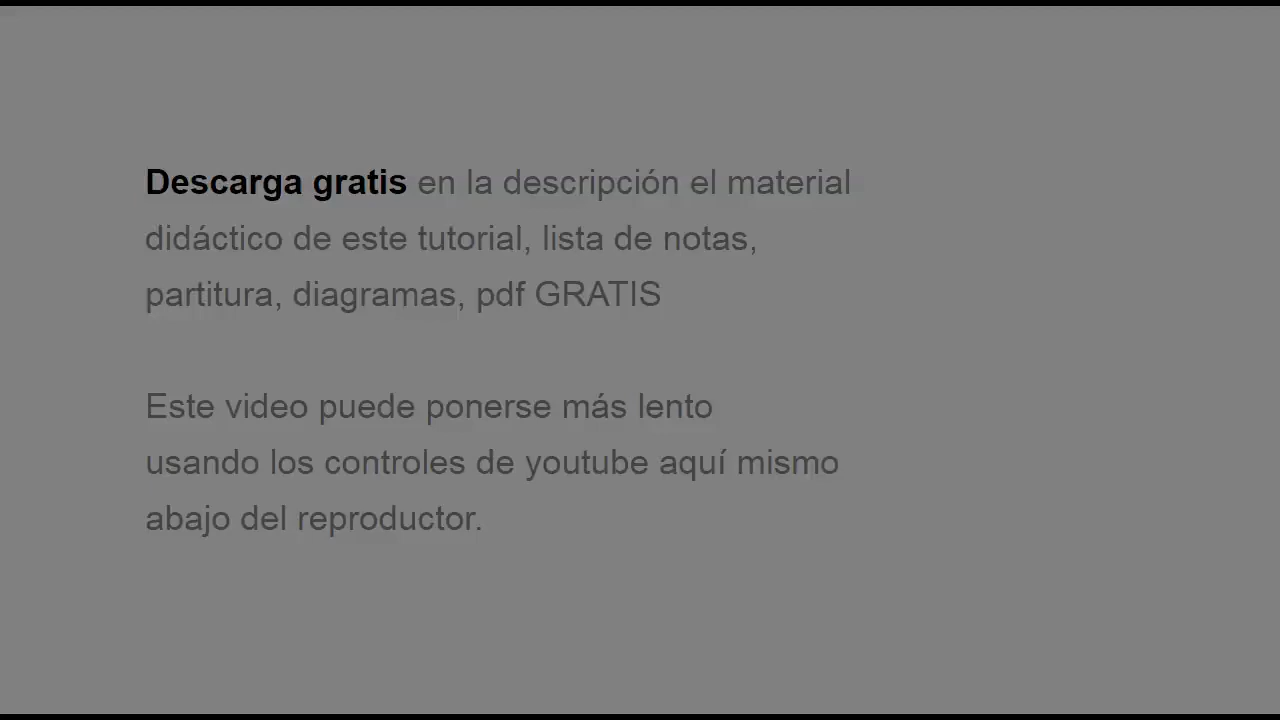 Descarga gratis en la descripción el material
didáctico de este tutorial, lista de notas,
partitura, diagramas, pdf GRATIS
Este video puede ponerse más lento
usando los controles de youtube aquí mismo
abajo del reproductor.